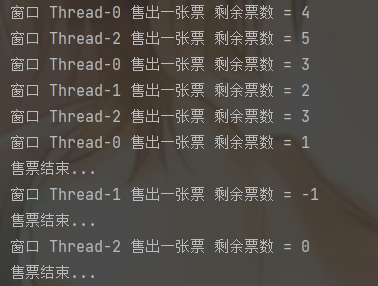 窗口 Thread-0 售出一张票 剩余票数 = 4
窗口 Thread-2 售出一张票 剩余票数 = 5
窗口 Thread-0 售出一张票 剩余票数 = 3
窗口 Thread-1 售出一张票 剩余票数 = 2
窗口 Thread-2 售出一张票 剩余票数 = 3
窗口 Thread-0 售出一张票 剩余票数 = 1
售票结束...
窗口 Thread-1 售出一张票 剩余票数 = -1
售票结束...
窗口 Thread-2 售出一张票 剩余票数 = 0
售票结束...